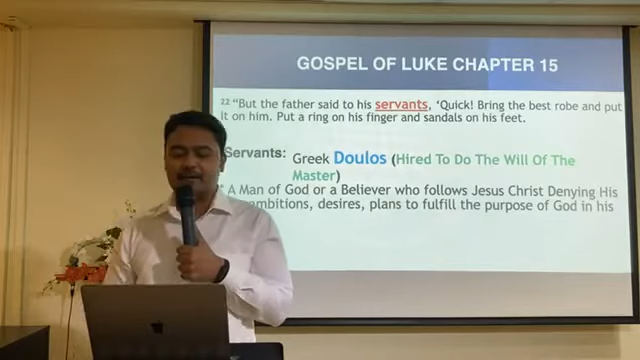 GOSPEL OF LUKE CHAPTER 15
22 “But the father said to his servants, ‘Quick! Bring the best robe and put
it on him. Put a ring on his finger and sandals on his feet.
Servants: Greek Doulos (Hired To Do The Will Of The
Master)
A Man of God or a Believer who follows Jesus Christ Denying His
ambitions, desires, plans to fulfill the purpose of God in his